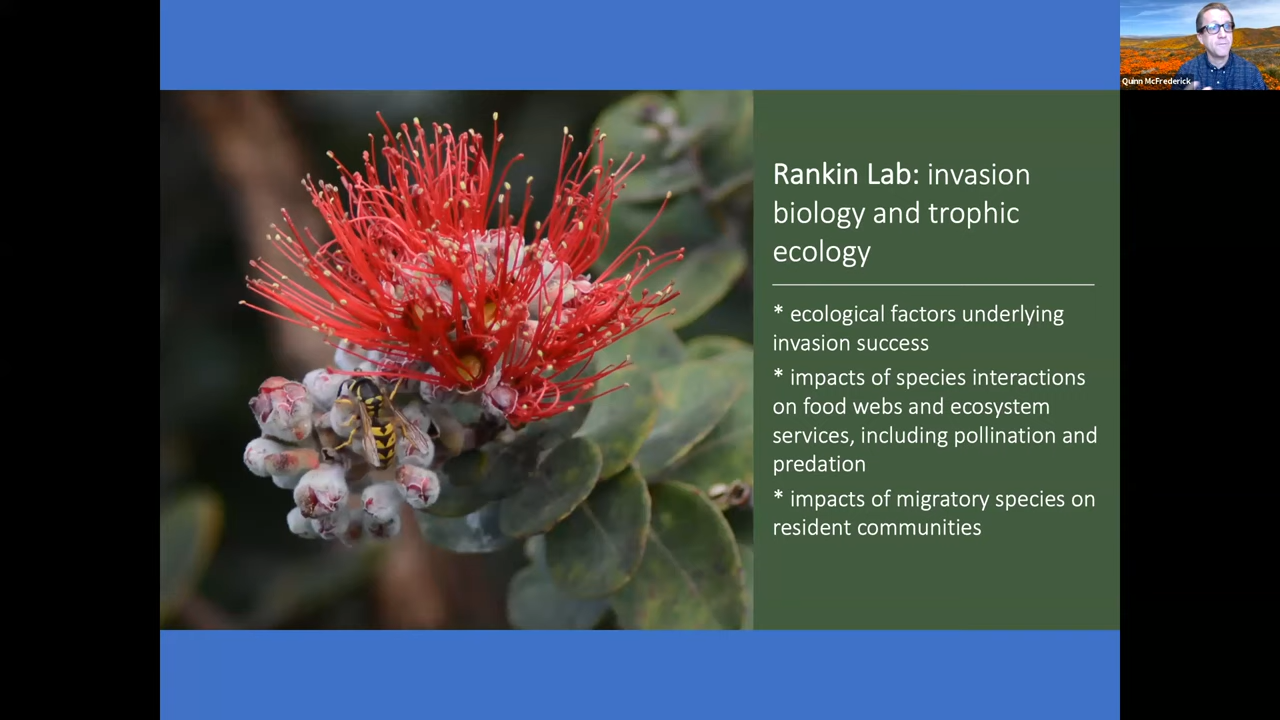 Quinn McFrederick
Rankin Lab: invasion
biology and trophic
ecology
* ecological factors underlying
invasion success
* impacts of species interactions
on food webs and ecosystem
services, including pollination and
predation
* impacts of migratory species on
resident communities